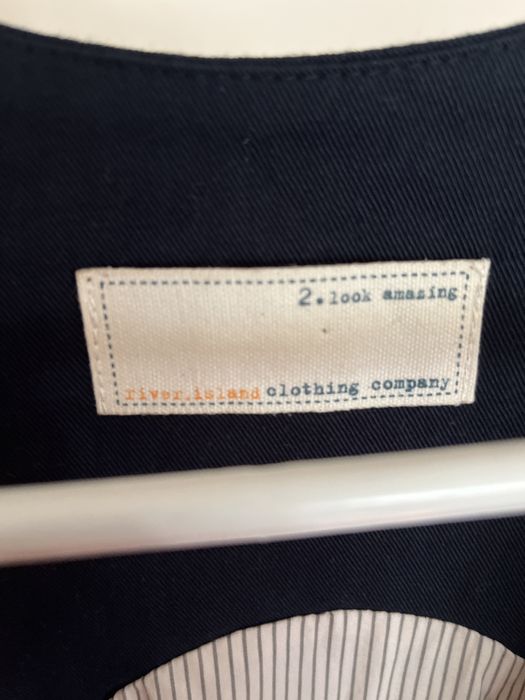 2. look amazing
river.island clothing company